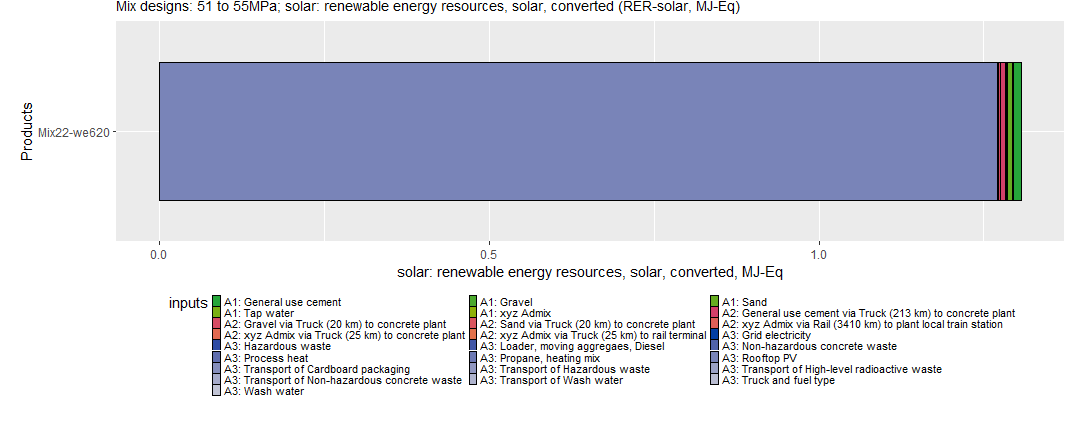 Mix designs: 51 to 55MPa; solar: renewable energy resources, solar, converted (RER-solar, MJ-Eq)
Products
Mix22-we620
0.0 0.5 1.0
solar: renewable energy resources, solar, converted, MJ-Eq
inputs
A1: General use cement A1: Gravel A1: Sand
A1: Tap water A1: xyz Admix A2: General use cement via Truck (213 km) to concrete plant
A2: Gravel via Truck (20 km) to concrete plant A2: Sand via Truck (20 km) to concrete plant A2: xyz Admix via Rail (3410 km) to plant local train station
A2: xyz Admix via Truck (25 km) to concrete plant A2: xyz Admix via Truck (25 km) to rail terminal A3: Grid electricity
A3: Hazardous waste A3: Loader, moving aggregaes, Diesel A3: Non-hazardous concrete waste
A3: Process heat A3: Propane, heating mix A3: Rooftop PV
A3: Transport of Cardboard packaging A3: Transport of Hazardous waste A3: Transport of High-level radioactive waste
A3: Transport of Non-hazardous concrete waste A3: Transport of Wash water A3: Truck and fuel type
A3: Wash water